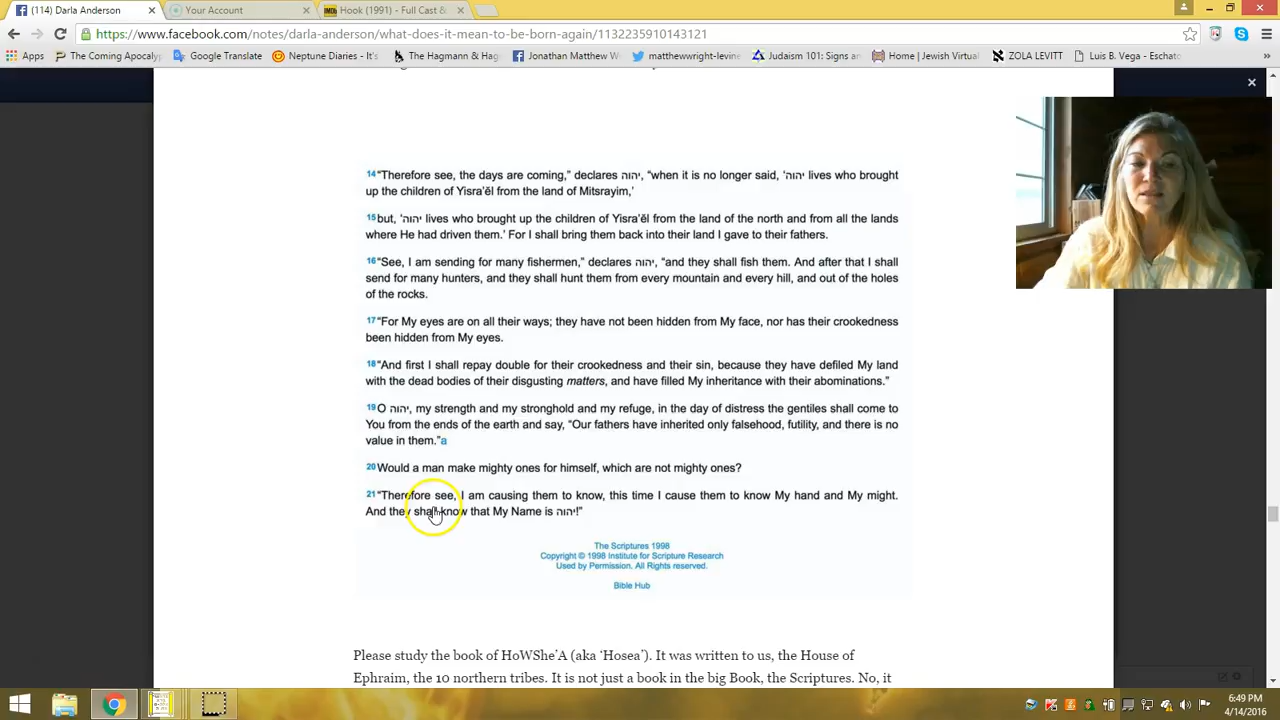 (114) Darla Anderson
Your Account
Hook (1991) - Full Cast &
https://www.facebook.com/notes/darla-anderson/what-does-it-mean-to-be-born-again/1132235910143121
Apps
The Coming Apocalyp
Google Translate
Neptune Diaries - It's
The Hagmann & Hag
Jonathan Matthew W
matthewwright-levine
Judaism 101: Signs an
Home | Jewish Virtual
ZOLA LEVITT
Luis B. Vega - Eschato
14 “Therefore see, the days are coming,” declares יהוה, “when it is no longer said, ‘יהוה lives who brought
up the children of Yisra’ĕl from the land of Mitsrayim,’
15 but, ‘יהוה lives who brought up the children of Yisra’ĕl from the land of the north and from all the lands
where He had driven them.’ For I shall bring them back into their land I gave to their fathers.
16 “See, I am sending for many fishermen,” declares יהוה, “and they shall fish them. And after that I shall
send for many hunters, and they shall hunt them from every mountain and every hill, and out of the holes
of the rocks.
17 “For My eyes are on all their ways; they have not been hidden from My face, nor has their crookedness
been hidden from My eyes.
18 “And first I shall repay double for their crookedness and their sin, because they have defiled My land
with the dead bodies of their disgusting matters, and have filled My inheritance with their abominations.”
19 O יהוה, my strength and my stronghold and my refuge, in the day of distress the gentiles shall come to
You from the ends of the earth and say, “Our fathers have inherited only falsehood, futility, and there is no
value in them.”a
20 Would a man make mighty ones for himself, which are not mighty ones?
21 “Therefore see, I am causing them to know, this time I cause them to know My hand and My might.
And they shall know that My Name is יהוה!”
The Scriptures 1998
Copyright © 1998 Institute for Scripture Research
Used by Permission. All Rights reserved.
Bible Hub
Please study the book of HoWShe’A (aka ‘Hosea’). It was written to us, the House of
Ephraim, the 10 northern tribes. It is not just a book in the big Book, the Scriptures. No, it
6:49 PM
4/14/2016